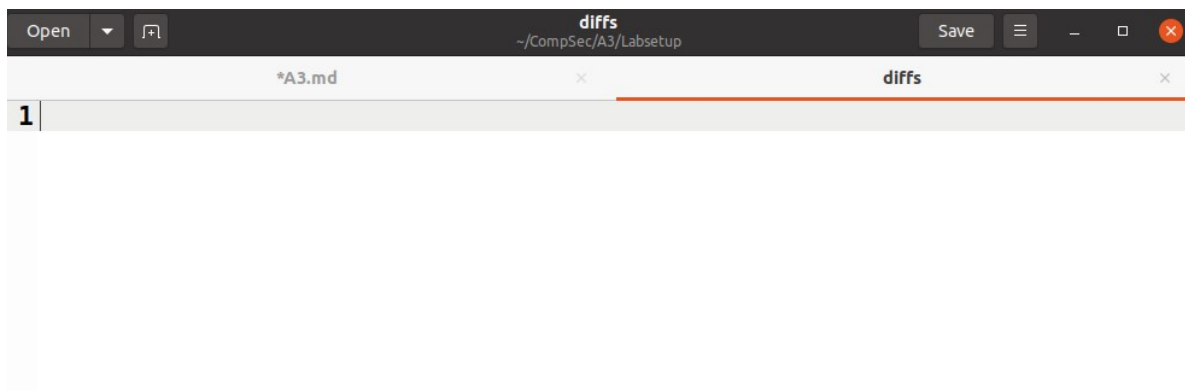 Open
diffs
~/CompSec/A3/Labsetup
Save
*A3.md
diffs
1